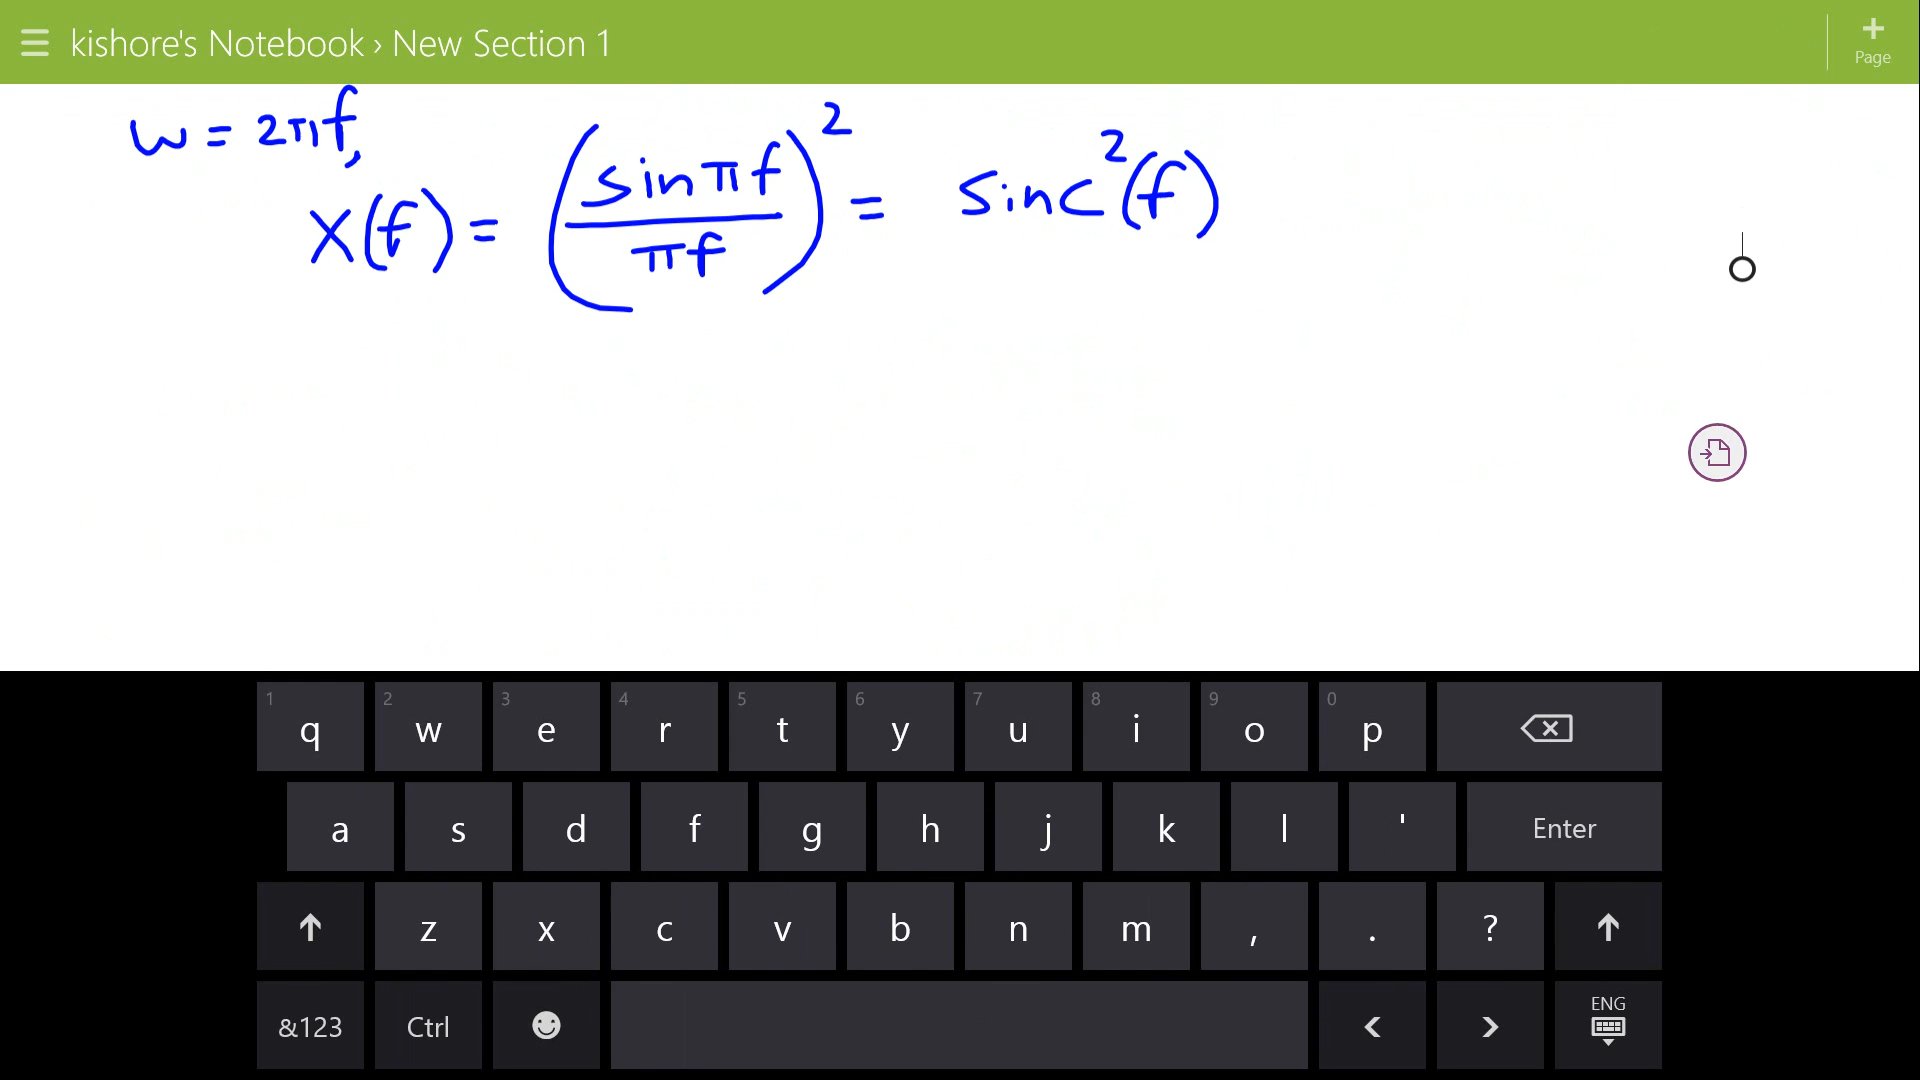 kishore's Notebook › New Section 1
Page
w = 2πf,
X(f) = (sinπf / πf)² = sinc²(f)
1 2 3 4 5 6 7 8 9 0
q w e r t y u i o p
a s d f g h j k l ' Enter
z x c v b n m , . ?
&123 Ctrl < > ENG